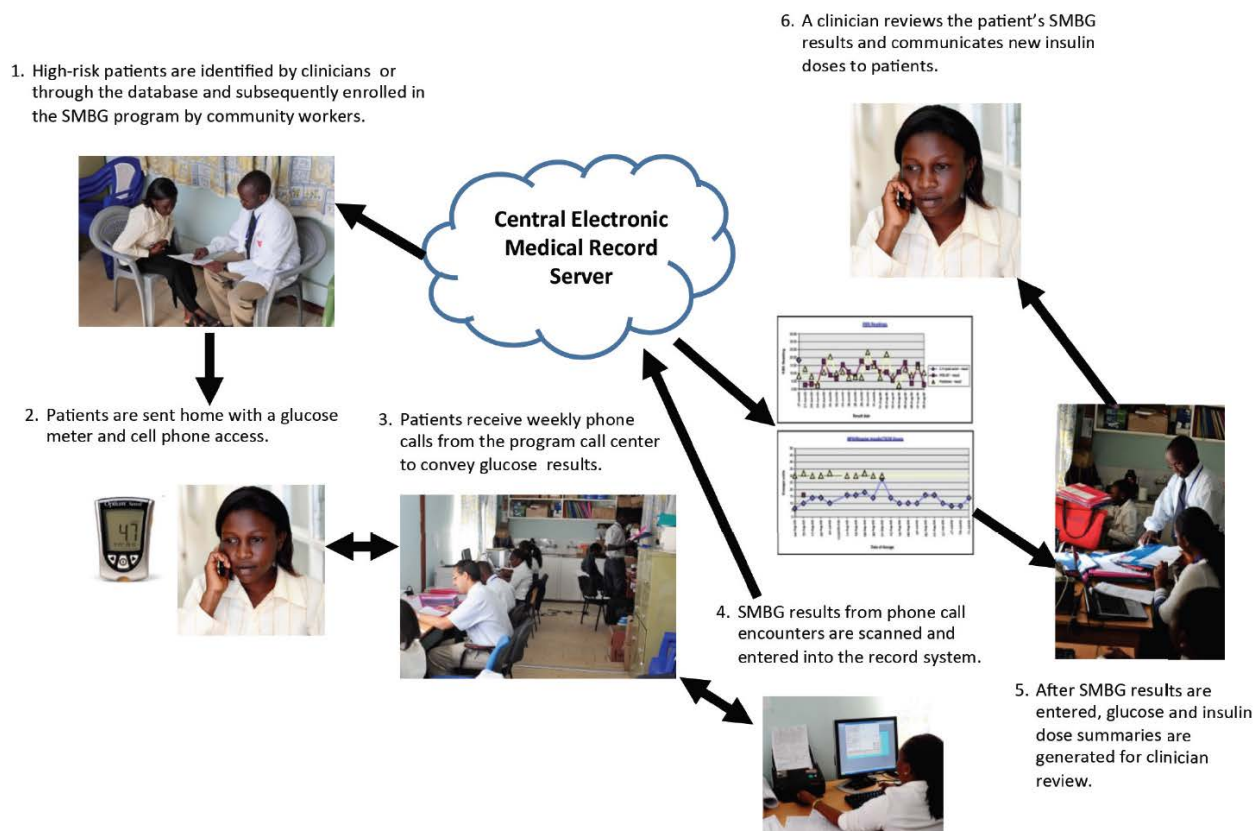 6. A clinician reviews the patient's SMBG
results and communicates new insulin
doses to patients.
1. High-risk patients are identified by clinicians or
through the database and subsequently enrolled in
the SMBG program by community workers.
Central Electronic
Medical Record
Server
2. Patients are sent home with a glucose
meter and cell phone access.
3. Patients receive weekly phone
calls from the program call center
to convey glucose results.
4. SMBG results from phone call
encounters are scanned and
entered into the record system.
5. After SMBG results are
entered, glucose and insulin
dose summaries are
generated for clinician
review.